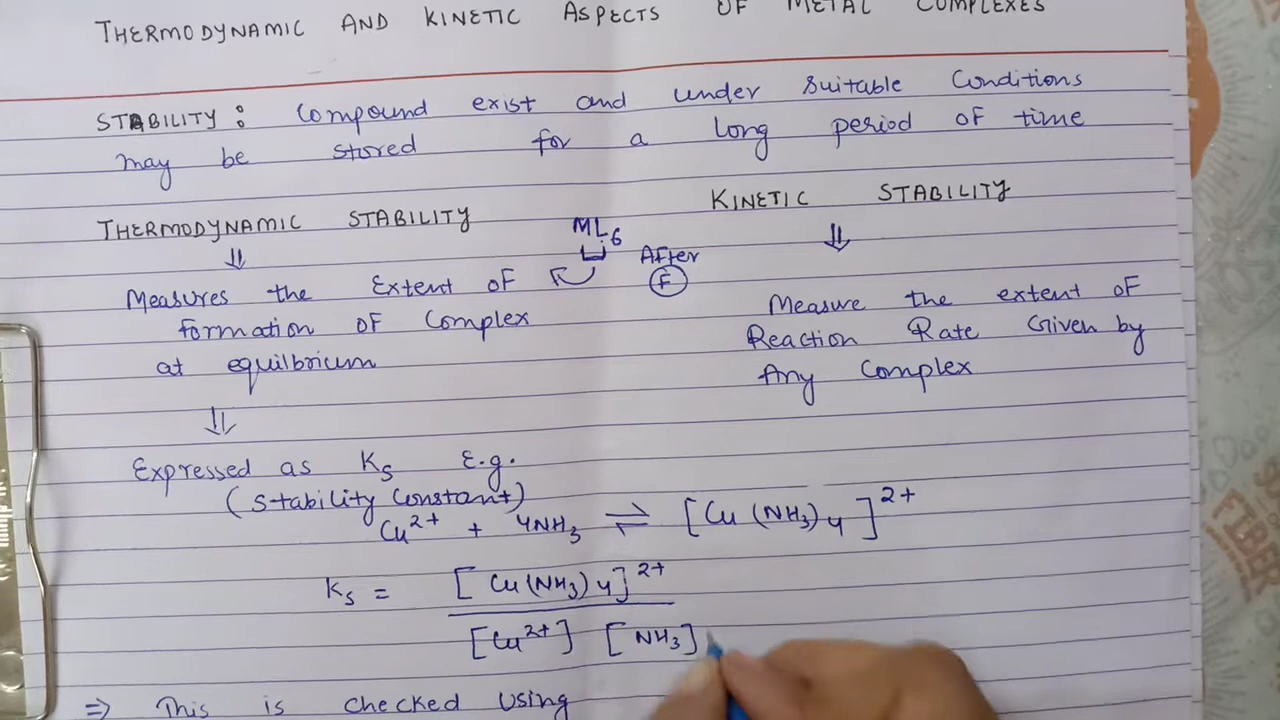 THERMODYNAMIC AND KINETIC ASPECTS OF METAL COMPLEXES
STABILITY: Compound exist and under suitable Conditions
may be stored for a long period of time
THERMODYNAMIC STABILITY
⇓
Measures the Extent of
formation of Complex
at equilbrium
⇓
Expressed as Ks E.g.
(Stability Constant)
ML6
After
F
KINETIC STABILITY
⇓
Measure the extent of
Reaction Rate Given by
Any Complex
Cu2+ + 4NH3 ⇌ [Cu(NH3)4]2+
Ks = [Cu(NH3)4]2+
[Cu2+] [NH3]
⇒ This is checked using
FIBER